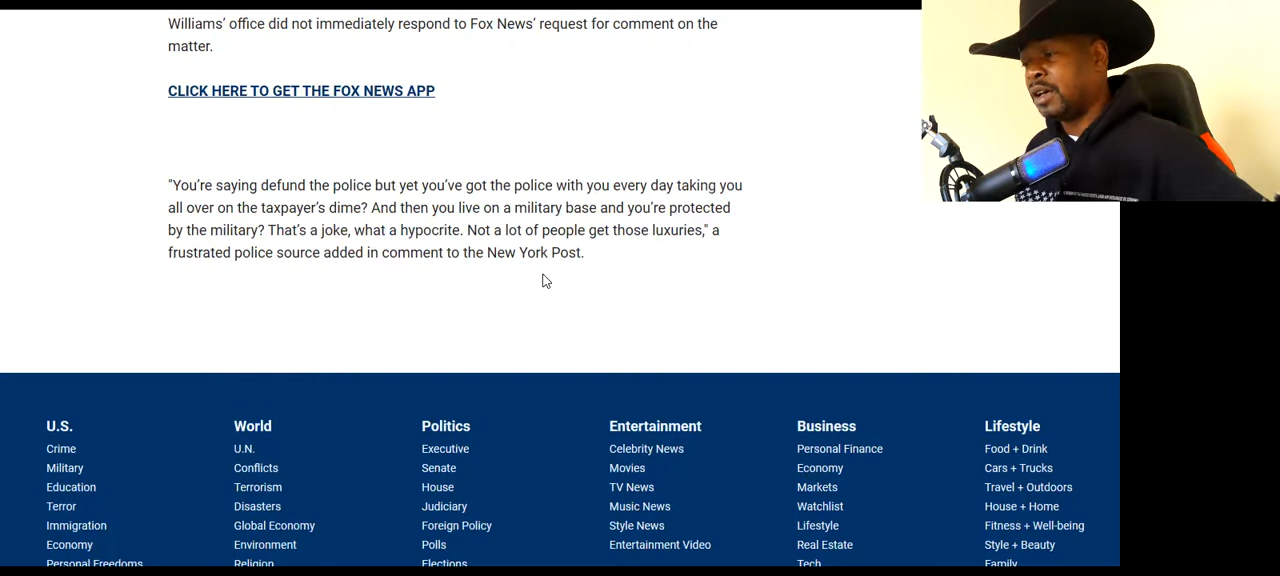 Williams’ office did not immediately respond to Fox News’ request for comment on the
matter.
CLICK HERE TO GET THE FOX NEWS APP
"You’re saying defund the police but yet you’ve got the police with you every day taking you
all over on the taxpayer’s dime? And then you live on a military base and you’re protected
by the military? That’s a joke, what a hypocrite. Not a lot of people get those luxuries," a
frustrated police source added in comment to the New York Post.
U.S.
Crime
Military
Education
Terror
Immigration
Economy
Personal Freedoms
World
U.N.
Conflicts
Terrorism
Disasters
Global Economy
Environment
Religion
Politics
Executive
Senate
House
Judiciary
Foreign Policy
Polls
Elections
Entertainment
Celebrity News
Movies
TV News
Music News
Style News
Entertainment Video
Business
Personal Finance
Economy
Markets
Watchlist
Lifestyle
Real Estate
Tech
Lifestyle
Food + Drink
Cars + Trucks
Travel + Outdoors
House + Home
Fitness + Well-being
Style + Beauty
Family